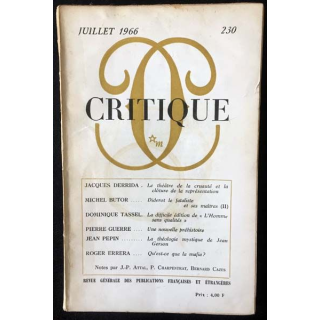 JUILLET 1966 230
CRITIQUE
JACQUES DERRIDA . La théâtre de la cruauté et la
clôture de la représentation
MICHEL BUTOR .... Diderot le fataliste
et ses maîtres (II)
DOMINIQUE TASSEL. La difficile édition de « L'Homme
sans qualités »
PIERRE GUERRE ... Une nouvelle préhistoire
JEAN PÉPIN ..... La théologie mystique de Jean
Gerson
ROGER ERRERA .. Qu'est-ce que la mafia?
Notes par J.-P. ATTAL, F. CHARPENTRAT, BERNARD CAZES
REVUE GÉNÉRALE DES PUBLICATIONS FRANÇAISES ET ÉTRANGÈRES
PRIX : 4,50 F